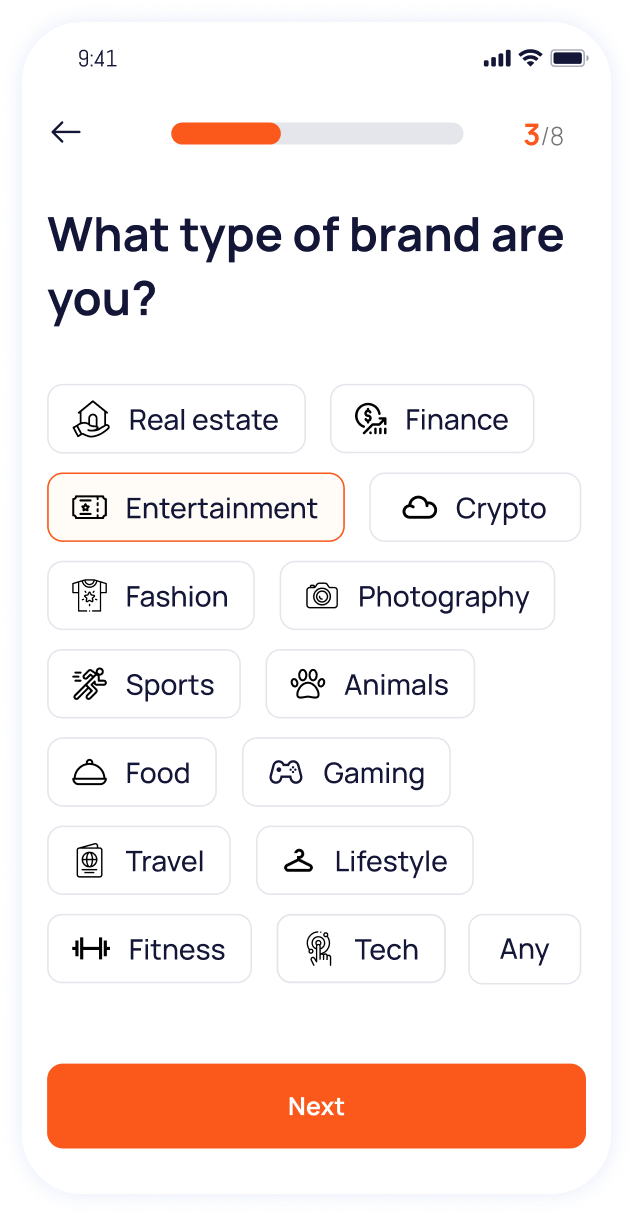 9:41
3/8
What type of brand are
you?
Real estate
Finance
Entertainment
Crypto
Fashion
Photography
Sports
Animals
Food
Gaming
Travel
Lifestyle
Fitness
Tech
Any
Next